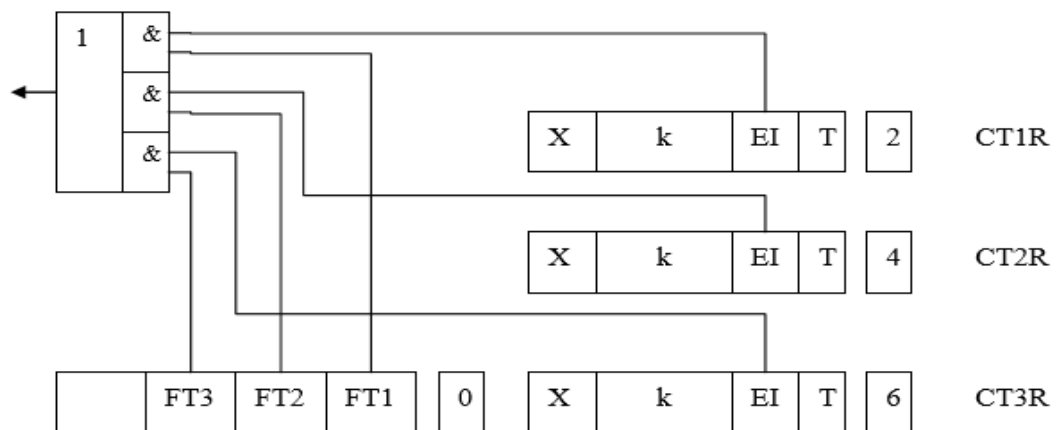 1 &
&
&
X k EI T 2 CT1R
X k EI T 4 CT2R
FT3 FT2 FT1 0 X k EI T 6 CT3R